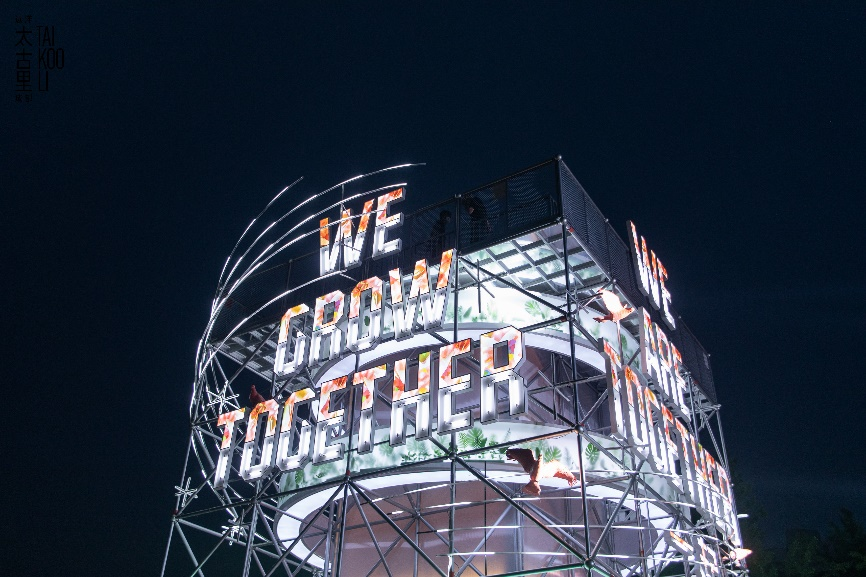 太古里
TAI
KOO
LI
WE
GROW
TOGETHER
WE
ARE